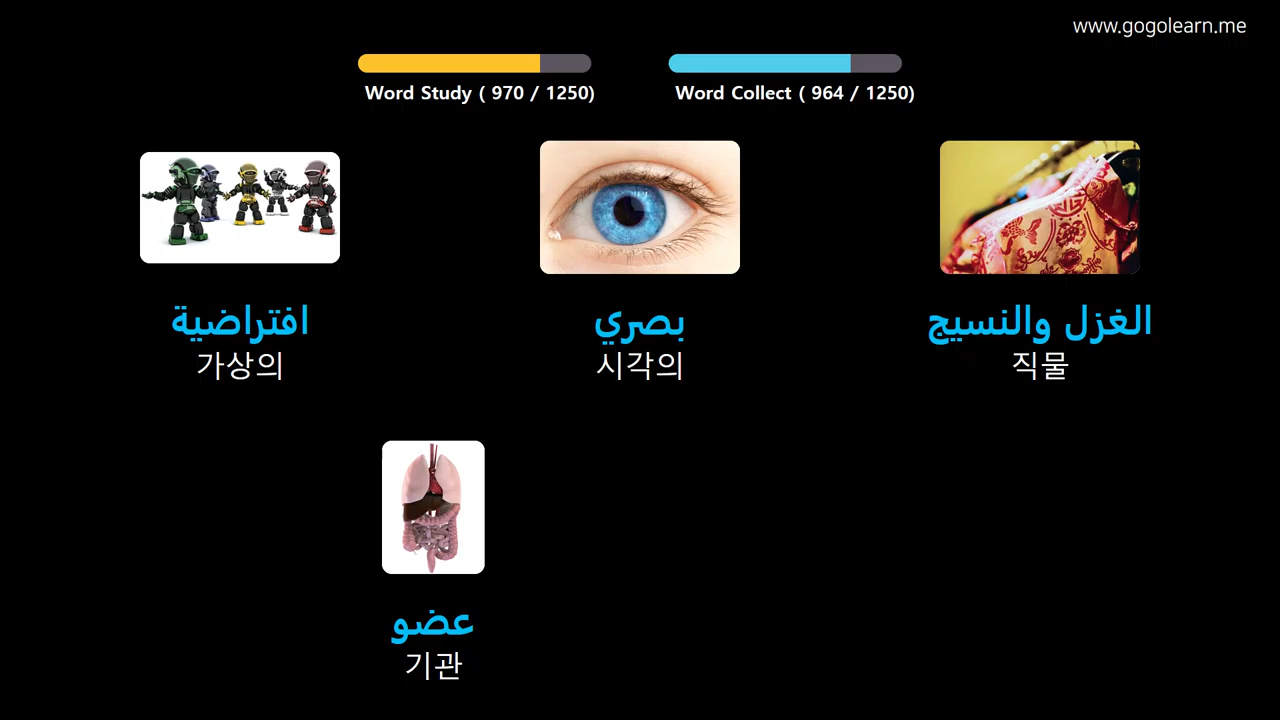 www.gogolearn.me
Word Study ( 970 / 1250)
Word Collect ( 964 / 1250)
افتراضية
가상의
بصري
시각의
الغزل والنسيج
직물
عضو
기관